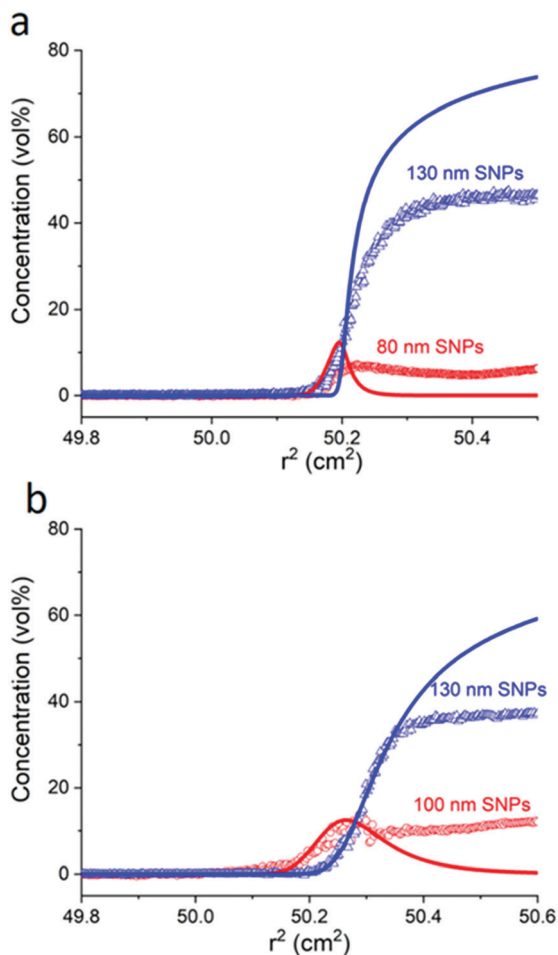 a
80
60
40
20
0
Concentration (vol%)
130 nm SNPs
80 nm SNPs
49.8 50.0 50.2 50.4
r² (cm²)
b
80
60
40
20
0
Concentration (vol%)
130 nm SNPs
100 nm SNPs
49.8 50.0 50.2 50.4 50.6
r² (cm²)